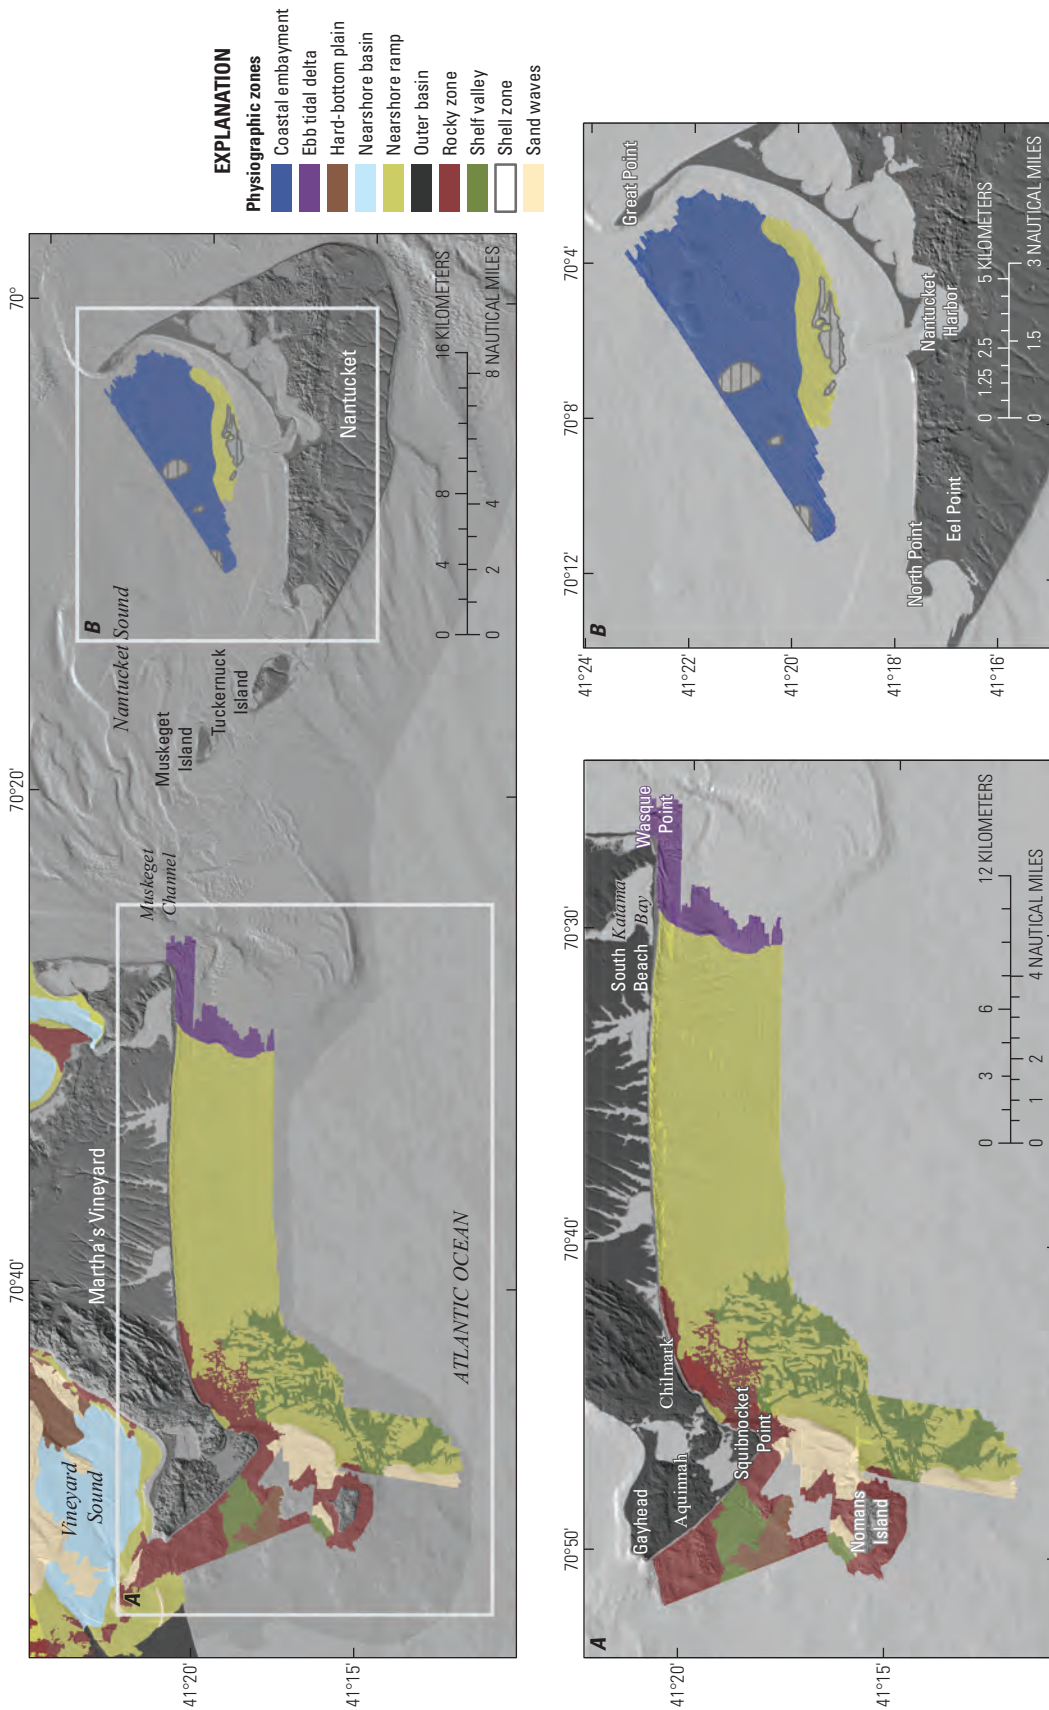 70°40'
70°20'
70°
41°20'
41°15'
Vineyard
Sound
Martha's Vineyard
Muskeget
Channel
Nantucket Sound
Muskeget
Island
Tuckernuck
Island
Nantucket
ATLANTIC OCEAN
A
B
0 4 8 16 KILOMETERS
0 2 4 8 NAUTICAL MILES
EXPLANATION
Physiographic zones
Coastal embayment
Ebb tidal delta
Hard-bottom plain
Nearshore basin
Nearshore ramp
Outer basin
Rocky zone
Shelf valley
Shell zone
Sand waves
70°50'
70°40'
70°30'
41°20'
41°15'
A
Gayhead
Aquinnah
Chilmark
Squibnocket
Point
Nomans
Island
South
Beach
Katama
Bay
Wasque
Point
0 3 6 12 KILOMETERS
0 1 2 4 NAUTICAL MILES
70°12'
70°8'
70°4'
41°24'
41°22'
41°20'
41°18'
41°16'
B
Great Point
North Point
Eel Point
Nantucket
Harbor
0 1.25 2.5 5 KILOMETERS
0 1.5 3 NAUTICAL MILES